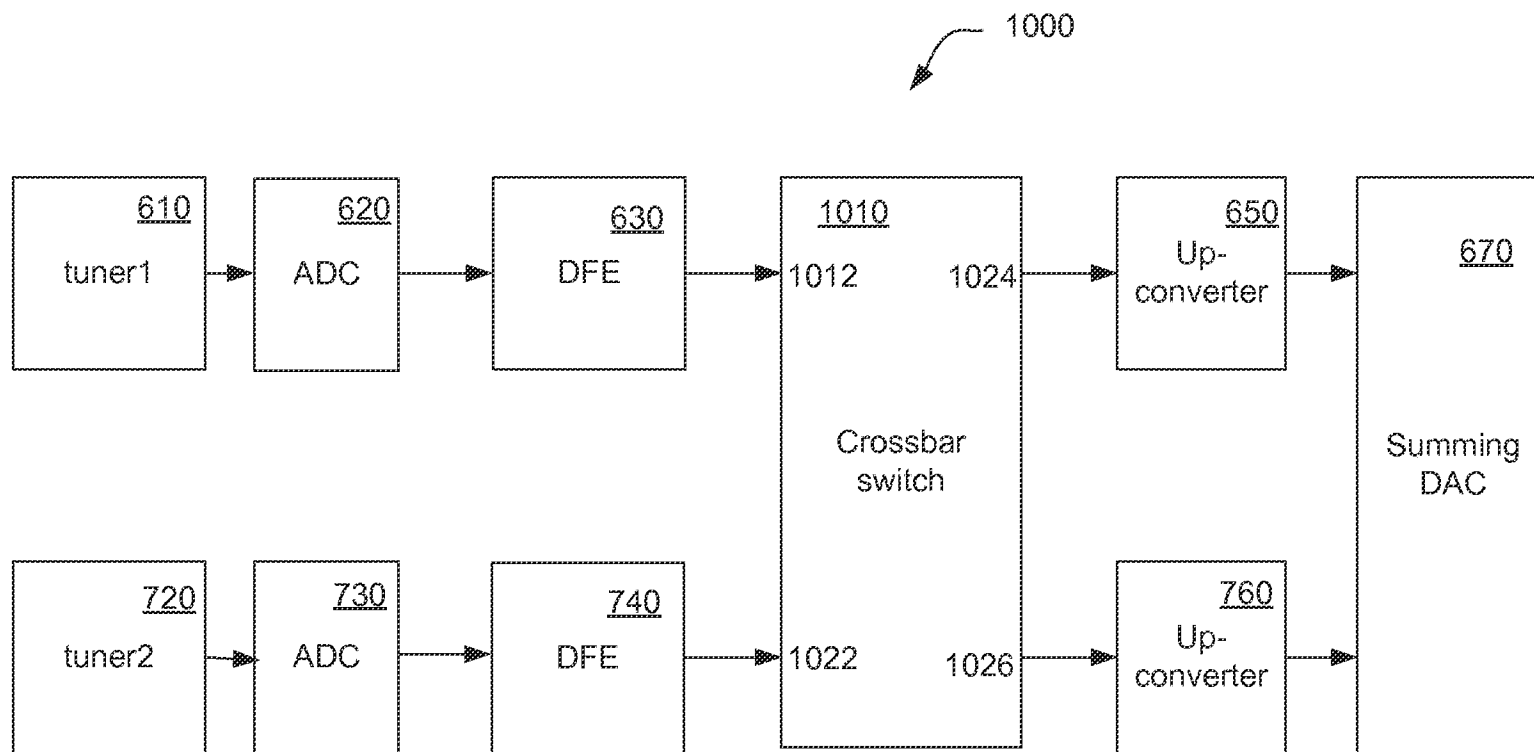 1000
610
tuner1
620
ADC
630
DFE
1010
1012
1024
Crossbar
switch
1022
1026
650
Up-
converter
670
Summing
DAC
720
tuner2
730
ADC
740
DFE
760
Up-
converter